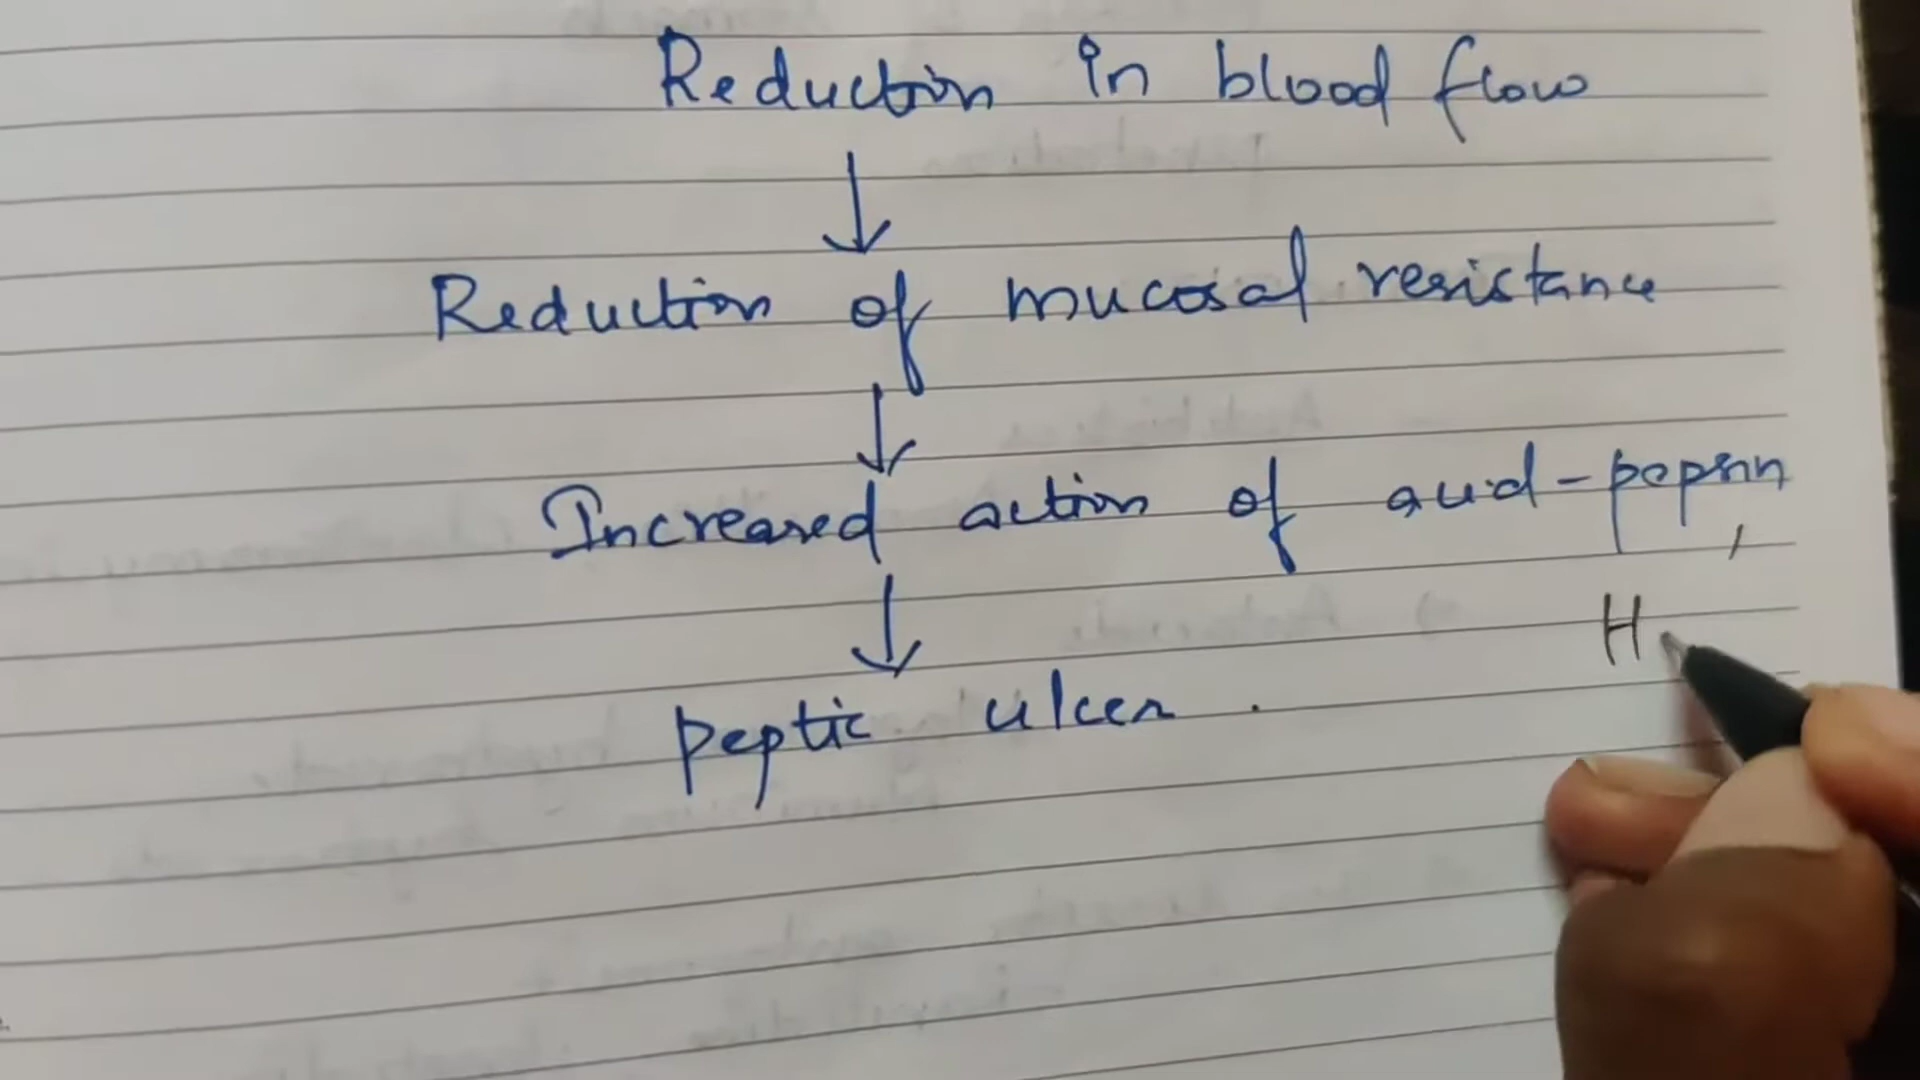 Reduction in blood flow
↓
Reduction of mucosal resistance
↓
Increased action of acid-pepsin,
H
↓
peptic ulcer.